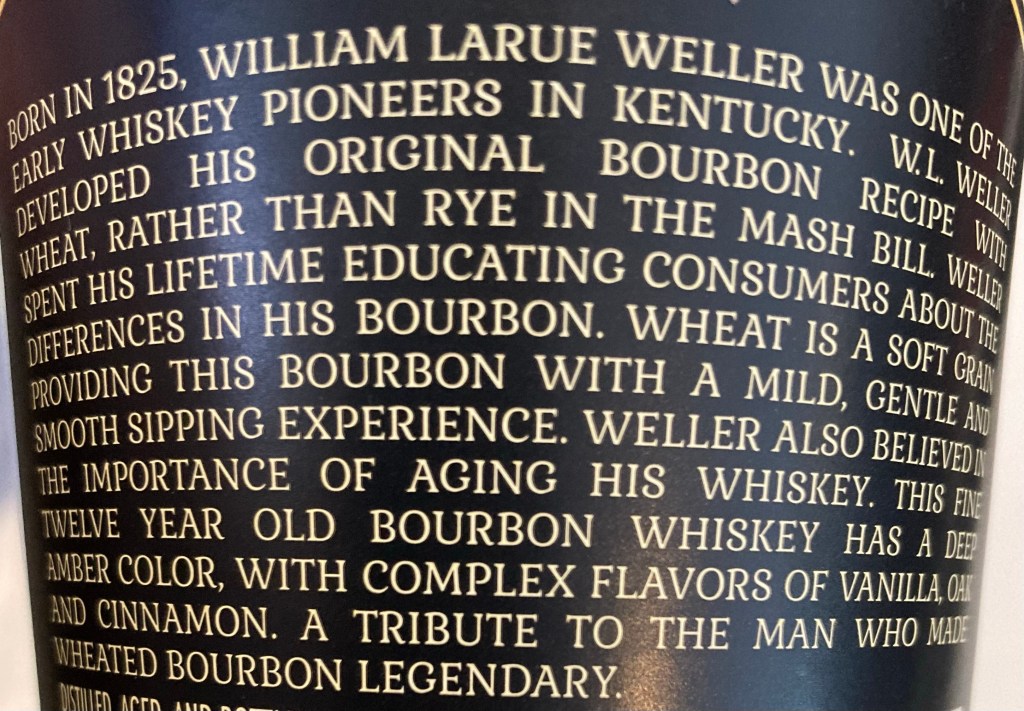 BORN IN 1825, WILLIAM LARUE WELLER WAS ONE OF THE
EARLY WHISKEY PIONEERS IN KENTUCKY. W.L. WELLER
DEVELOPED HIS ORIGINAL BOURBON RECIPE WITH
WHEAT, RATHER THAN RYE IN THE MASH BILL. WELLER
SPENT HIS LIFETIME EDUCATING CONSUMERS ABOUT THE
DIFFERENCES IN HIS BOURBON. WHEAT IS A SOFT GRAIN
PROVIDING THIS BOURBON WITH A MILD, GENTLE AND
SMOOTH SIPPING EXPERIENCE. WELLER ALSO BELIEVED IN
THE IMPORTANCE OF AGING HIS WHISKEY. THIS FINE
TWELVE YEAR OLD BOURBON WHISKEY HAS A DEEP
AMBER COLOR, WITH COMPLEX FLAVORS OF VANILLA, OAK
AND CINNAMON. A TRIBUTE TO THE MAN WHO MADE
WHEATED BOURBON LEGENDARY.
DISTILLED, AGED, AND